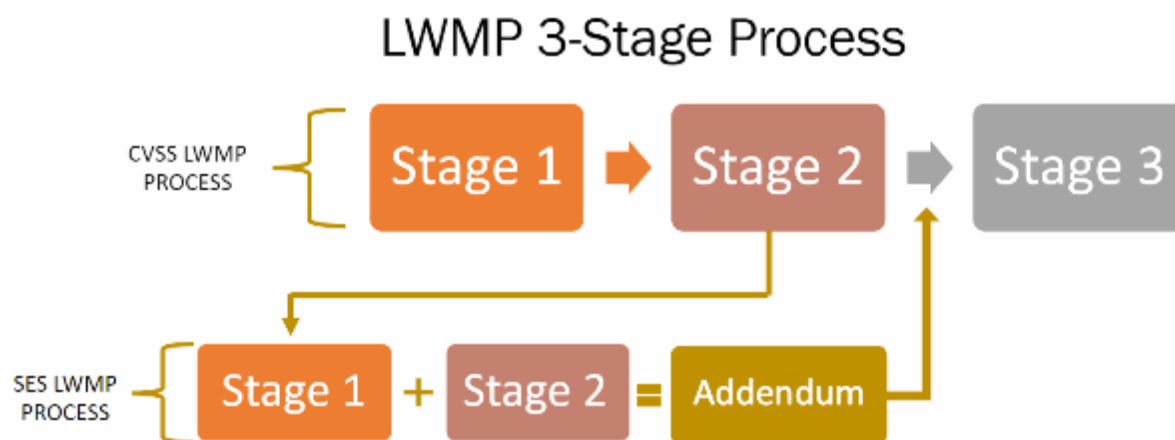 LWMP 3-Stage Process
CVSS LWMP
PROCESS
Stage 1
Stage 2
Stage 3
SES LWMP
PROCESS
Stage 1
+
Stage 2
=
Addendum